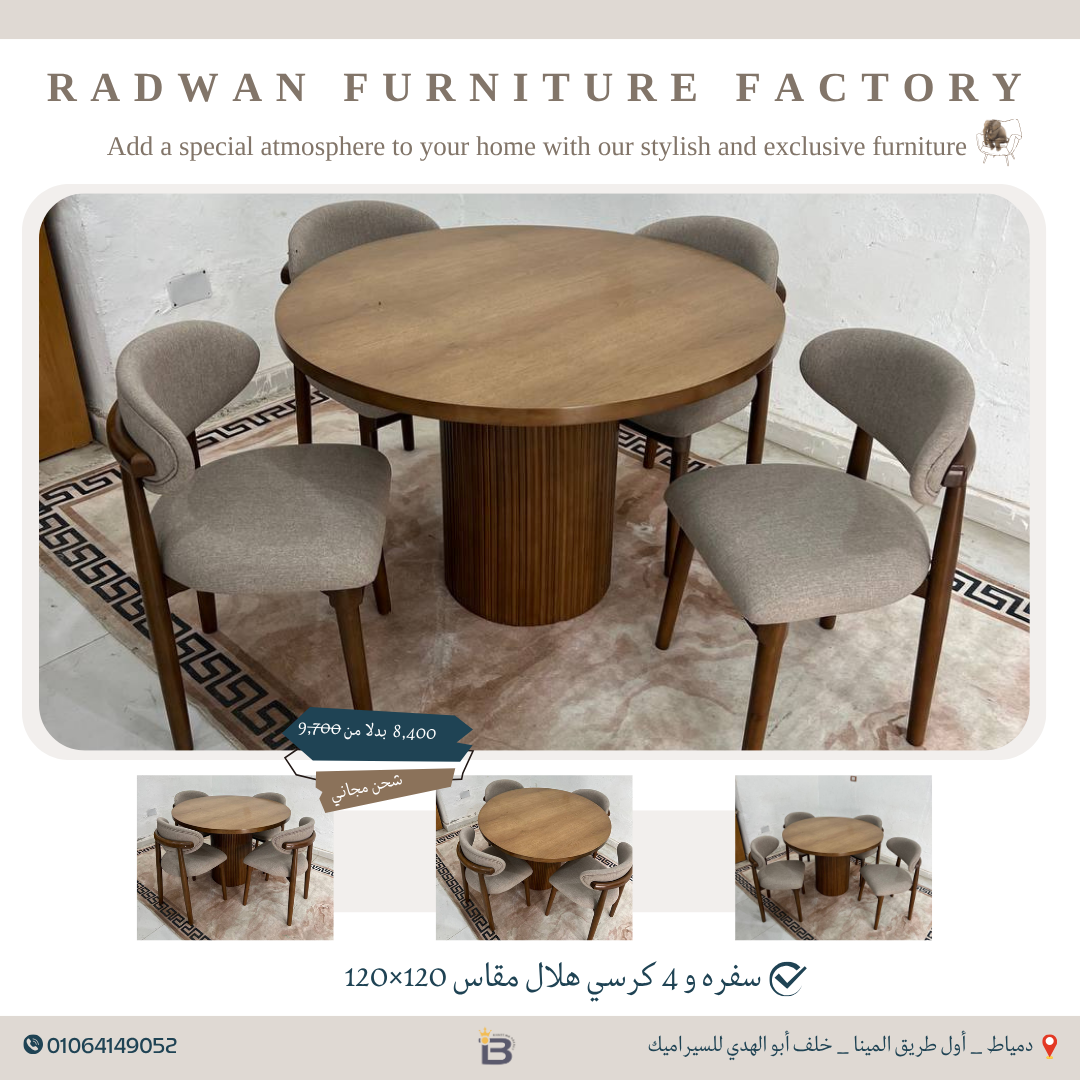 RADWAN FURNITURE FACTORY
Add a special atmosphere to your home with our stylish and exclusive furniture
8,400 بدلا من 9,700
شحن مجاني
سفره و 4 كرسي هلال مقاس 120×120
دمياط _ أول طريق المينا _ خلف أبو الهدي للسيراميك
01064149052